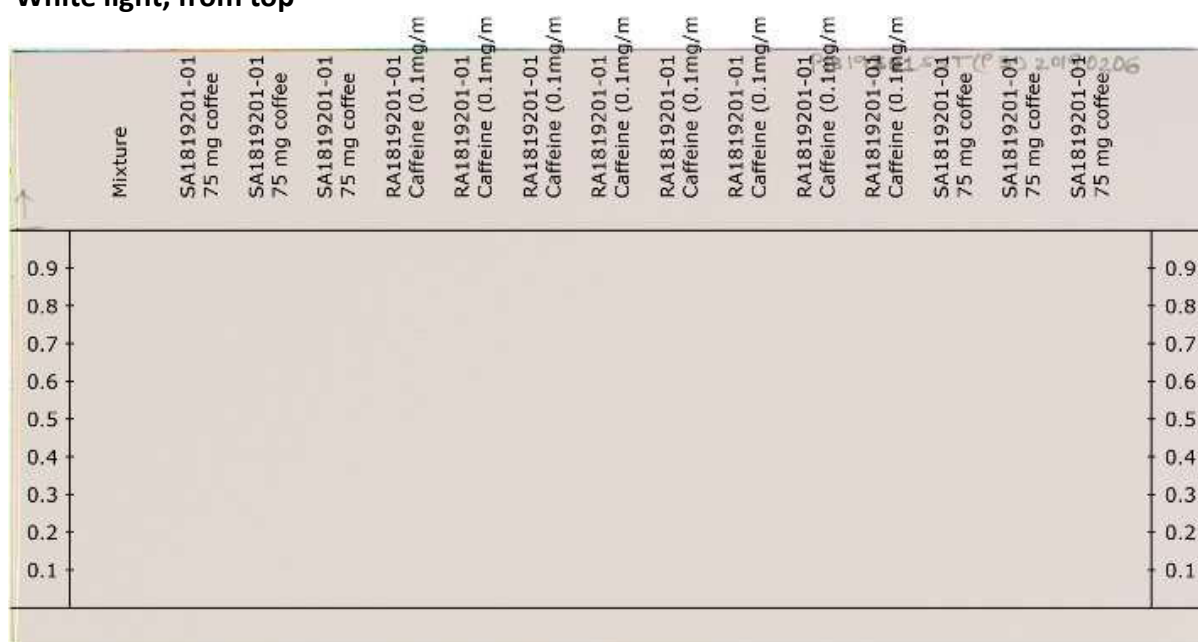 White light, from top
Mixture
SA1819201-01
75 mg coffee
SA1819201-01
75 mg coffee
SA1819201-01
75 mg coffee
RA1819201-01
Caffeine (0.1mg/m
RA1819201-01
Caffeine (0.1mg/m
RA1819201-01
Caffeine (0.1mg/m
RA1819201-01
Caffeine (0.1mg/m
RA1819201-01
Caffeine (0.1mg/m
RA1819201-01
Caffeine (0.1mg/m
RA1819201-01
Caffeine (0.1mg/m
RA1819201-01
Caffeine (0.1mg/m
SA1819201-01
75 mg coffee
SA1819201-01
75 mg coffee
SA1819201-01
75 mg coffee
0.9 0.9
0.8 0.8
0.7 0.7
0.6 0.6
0.5 0.5
0.4 0.4
0.3 0.3
0.2 0.2
0.1 0.1